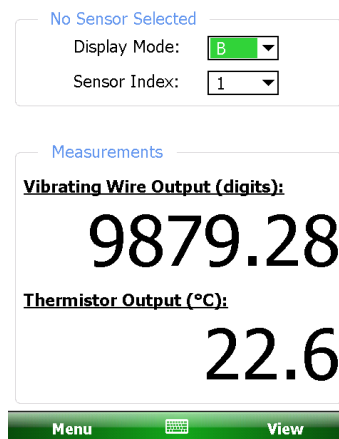 No Sensor Selected
Display Mode: B
Sensor Index: 1
Measurements
Vibrating Wire Output (digits):
9879.28
Thermistor Output (°C):
22.6
Menu View